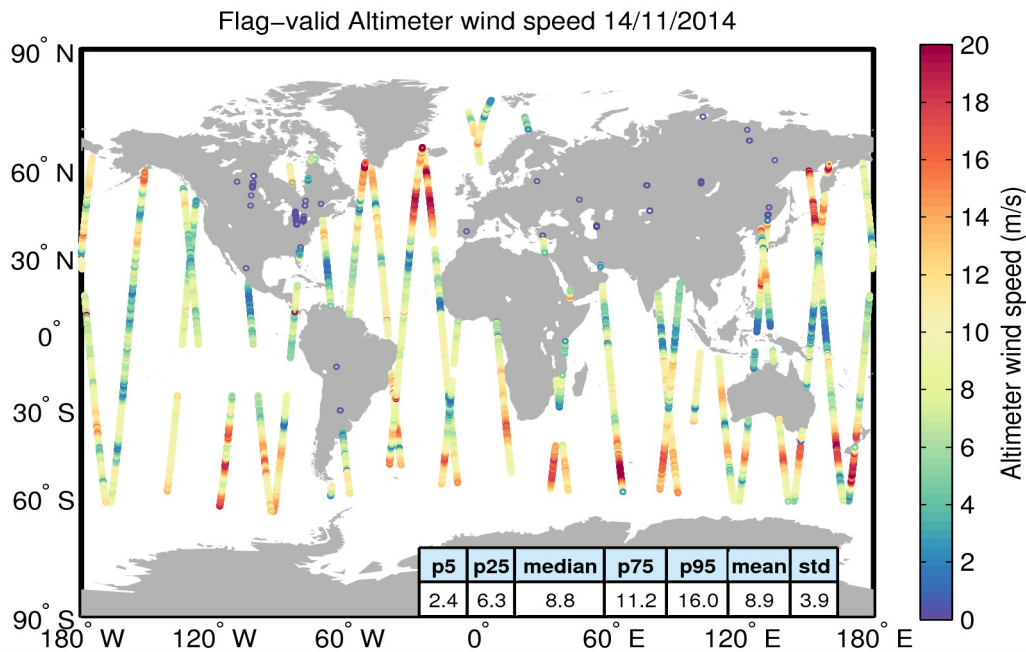 Flag−valid Altimeter wind speed 14/11/2014
90° N
60° N
30° N
0°
30° S
60° S
90° S
180° W
120° W
60° W
0°
60° E
120° E
180° E
p5 p25 median p75 p95 mean std
2.4 6.3 8.8 11.2 16.0 8.9 3.9
20
18
16
14
12
10
8
6
4
2
0
Altimeter wind speed (m/s)